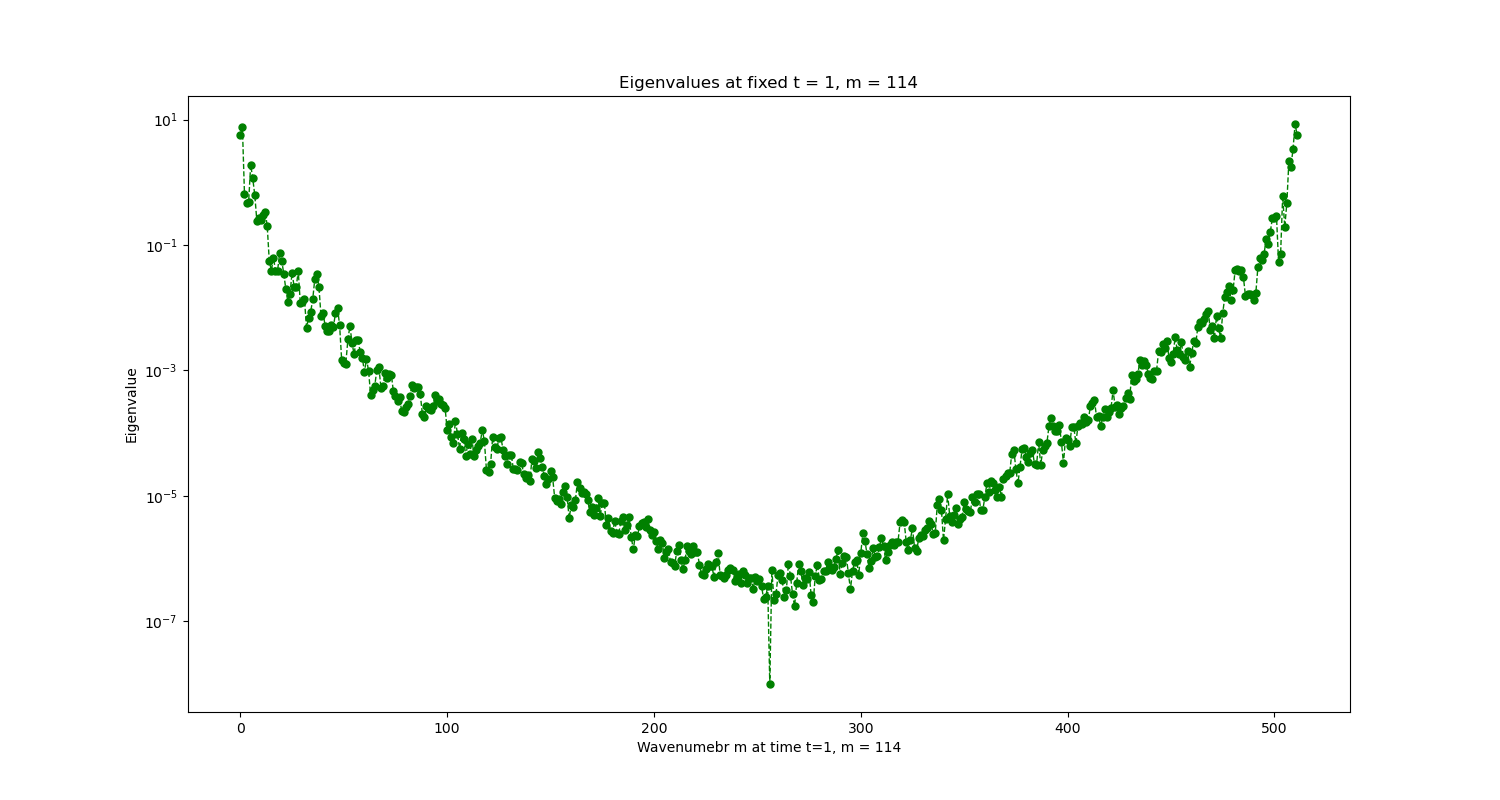 Eigenvalues at fixed t = 1, m = 114
10^1
10^−1
10^−3
10^−5
10^−7
Eigenvalue
0 100 200 300 400 500
Wavenumebr m at time t=1, m = 114